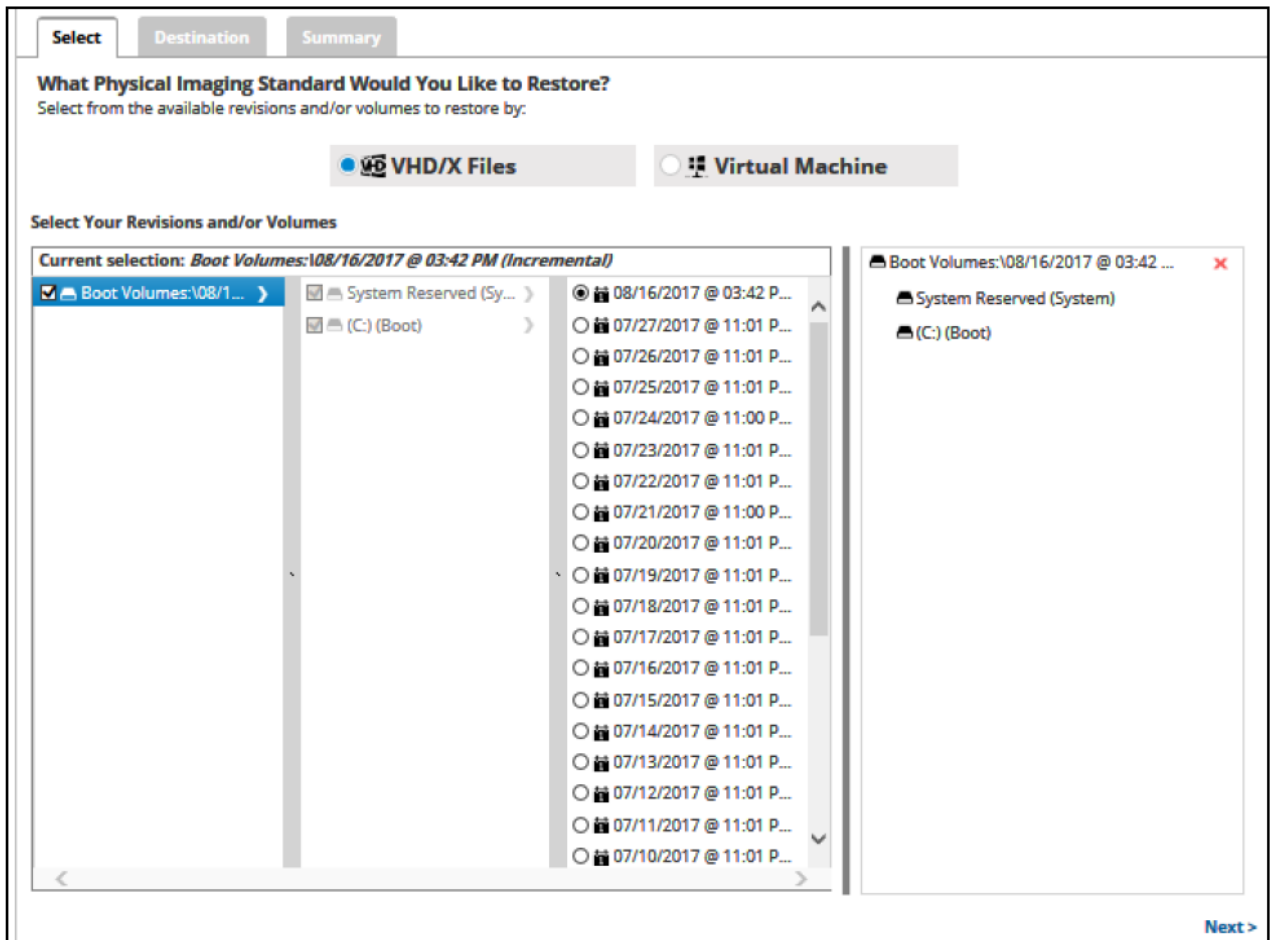 Select Destination Summary
What Physical Imaging Standard Would You Like to Restore?
Select from the available revisions and/or volumes to restore by:
VHD/X Files Virtual Machine
Select Your Revisions and/or Volumes
Current selection: Boot Volumes:\08/16/2017 @ 03:42 PM (Incremental)
Boot Volumes:\08/1...
System Reserved (Sy...
(C:) (Boot)
08/16/2017 @ 03:42 P...
07/27/2017 @ 11:01 P...
07/26/2017 @ 11:01 P...
07/25/2017 @ 11:01 P...
07/24/2017 @ 11:00 P...
07/23/2017 @ 11:01 P...
07/22/2017 @ 11:01 P...
07/21/2017 @ 11:00 P...
07/20/2017 @ 11:01 P...
07/19/2017 @ 11:01 P...
07/18/2017 @ 11:01 P...
07/17/2017 @ 11:01 P...
07/16/2017 @ 11:01 P...
07/15/2017 @ 11:01 P...
07/14/2017 @ 11:01 P...
07/13/2017 @ 11:01 P...
07/12/2017 @ 11:01 P...
07/11/2017 @ 11:01 P...
07/10/2017 @ 11:01 P...
Boot Volumes:\08/16/2017 @ 03:42 ...
System Reserved (System)
(C:) (Boot)
Next >